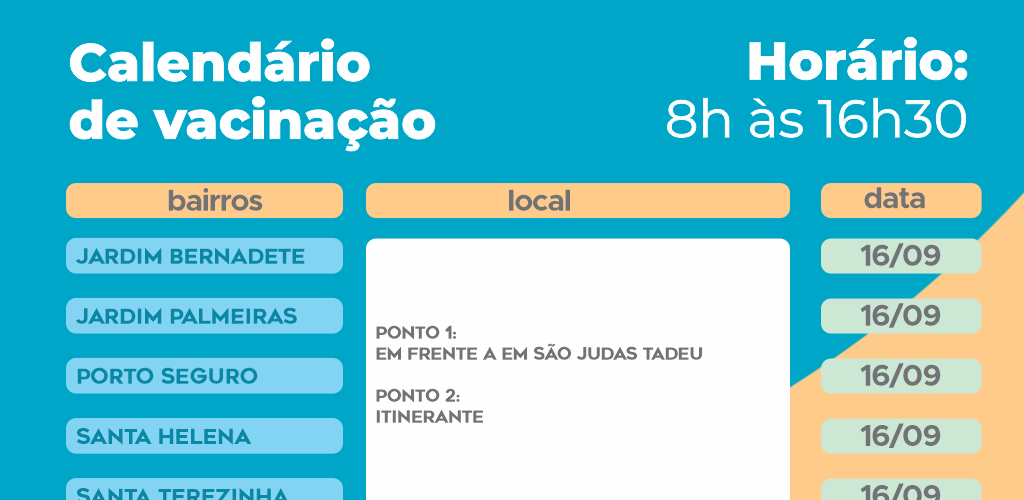 Calendário
de vacinação
Horário:
8h às 16h30
bairros
local
data
JARDIM BERNADETE
16/09
JARDIM PALMEIRAS
16/09
PORTO SEGURO
16/09
SANTA HELENA
16/09
SANTA TEREZINHA
16/09
PONTO 1:
EM FRENTE A EM SÃO JUDAS TADEU
PONTO 2:
ITINERANTE